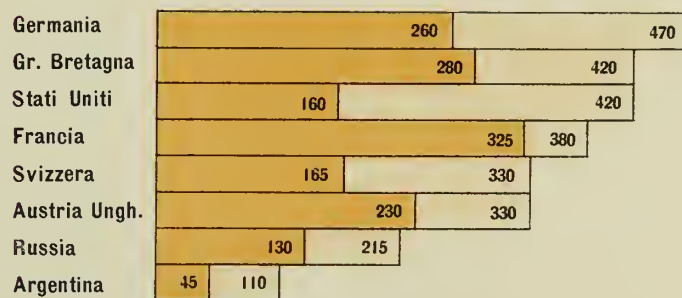 Germania 260 470
Gr. Bretagna 280 420
Stati Uniti 160 420
Francia 325 380
Svizzera 165 330
Austria Ungh. 230 330
Russia 130 215
Argentina 45 110